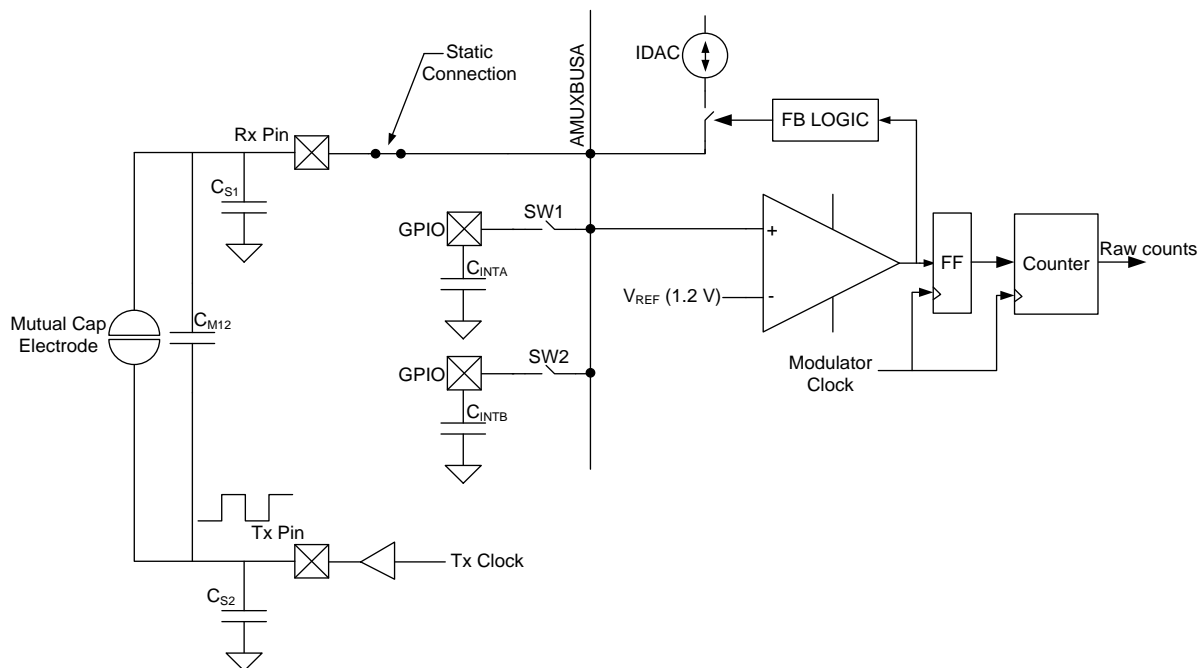 Static
Connection
AMUXBUSA
IDAC
FB LOGIC
Rx Pin
CS1
GPIO
SW1
CINTA
+
-
VREF (1.2 V)
FF
Counter
Raw counts
Mutual Cap
Electrode
CM12
GPIO
SW2
CINTB
Modulator
Clock
Tx Pin
Tx Clock
CS2